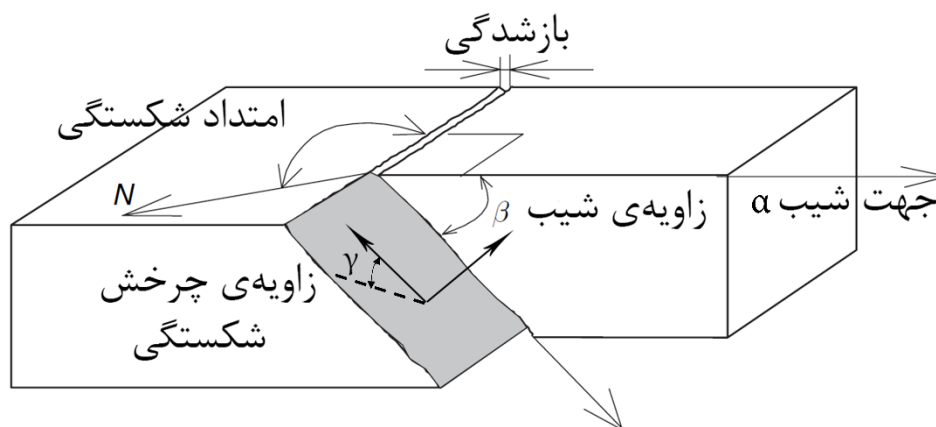 بازشدگی
امتداد شکستگی
N
زاویه‌ی شیب β
جهت شیب α
γ
زاویه‌ی چرخش
شکستگی